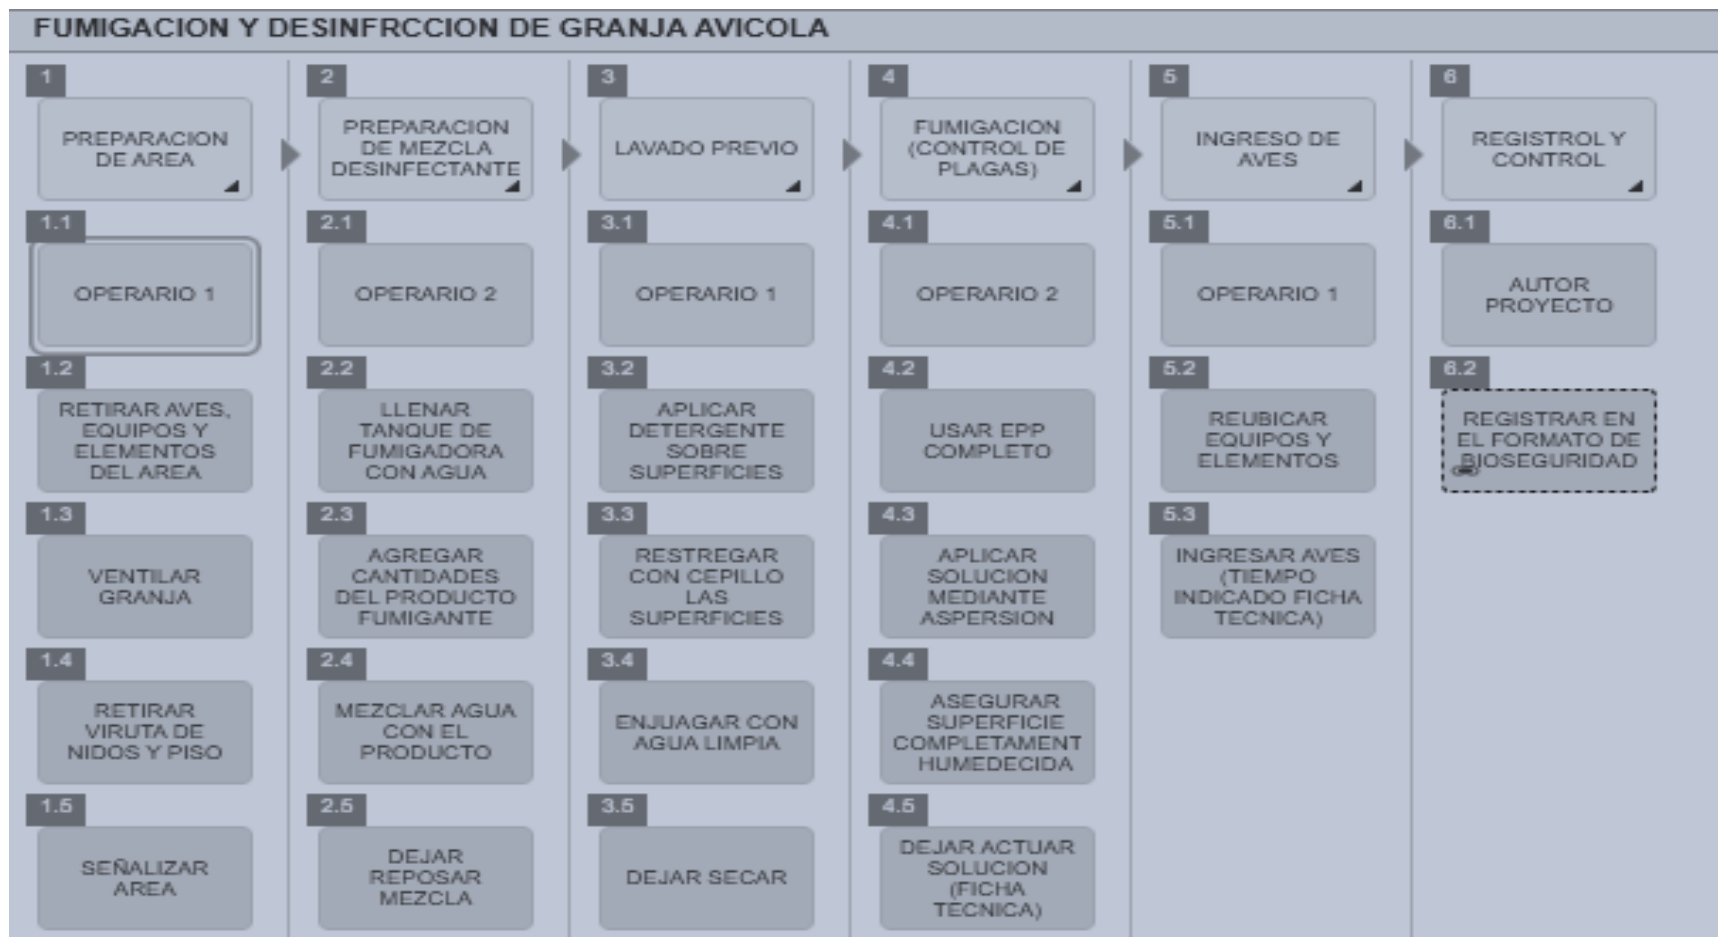 FUMIGACION Y DESINFRCCION DE GRANJA AVICOLA
1
PREPARACION
DE AREA
1.1
OPERARIO 1
1.2
RETIRAR AVES,
EQUIPOS Y
ELEMENTOS
DEL AREA
1.3
VENTILAR
GRANJA
1.4
RETIRAR
VIRUTA DE
NIDOS Y PISO
1.5
SEÑALIZAR
AREA
2
PREPARACION
DE MEZCLA
DESINFECTANTE
2.1
OPERARIO 2
2.2
LLENAR
TANQUE DE
FUMIGADORA
CON AGUA
2.3
AGREGAR
CANTIDADES
DEL PRODUCTO
FUMIGANTE
2.4
MEZCLAR AGUA
CON EL
PRODUCTO
2.5
DEJAR
REPOSAR
MEZCLA
3
LAVADO PREVIO
3.1
OPERARIO 1
3.2
APLICAR
DETERGENTE
SOBRE
SUPERFICIES
3.3
RESTREGAR
CON CEPILLO
LAS
SUPERFICIES
3.4
ENJUAGAR CON
AGUA LIMPIA
3.5
DEJAR SECAR
4
FUMIGACION
(CONTROL DE
PLAGAS)
4.1
OPERARIO 2
4.2
USAR EPP
COMPLETO
4.3
APLICAR
SOLUCION
MEDIANTE
ASPERSION
4.4
ASEGURAR
SUPERFICIE
COMPLETAMENT
HUMEDECIDA
4.5
DEJAR ACTUAR
SOLUCION
(FICHA
TECNICA)
5
INGRESO DE
AVES
5.1
OPERARIO 1
5.2
REUBICAR
EQUIPOS Y
ELEMENTOS
5.3
INGRESAR AVES
(TIEMPO
INDICADO FICHA
TECNICA)
6
REGISTROL Y
CONTROL
6.1
AUTOR
PROYECTO
6.2
REGISTRAR EN
EL FORMATO DE
BIOSEGURIDAD